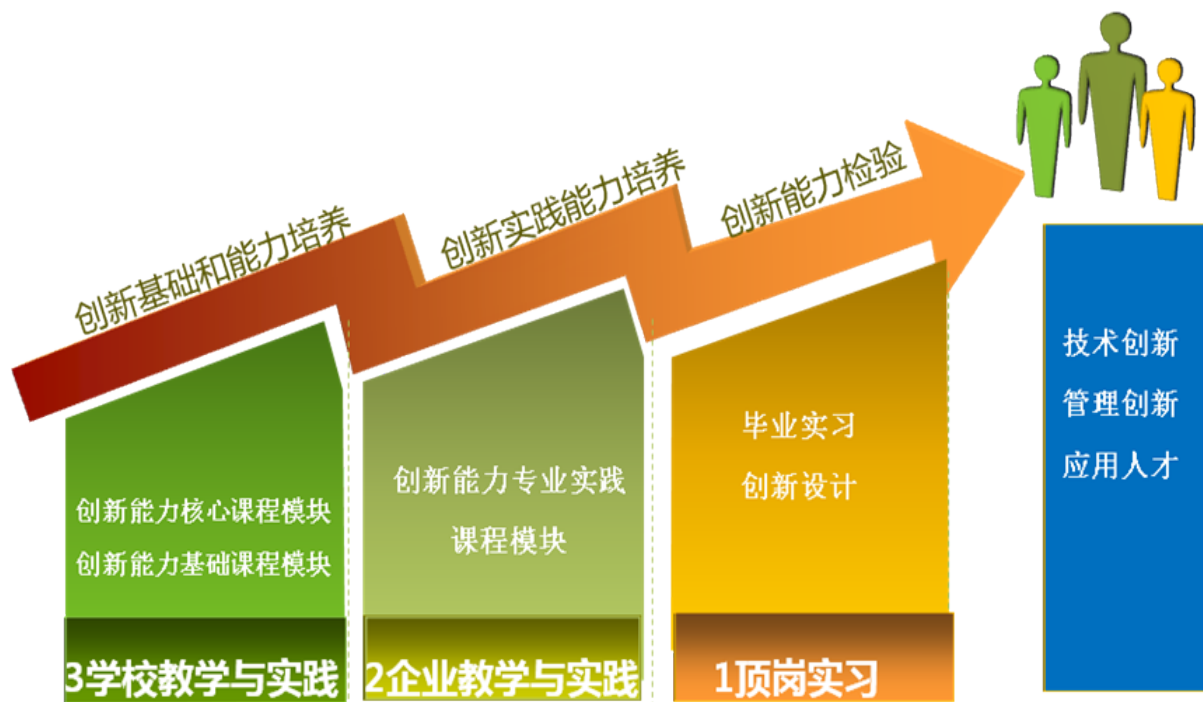 创新基础和能力培养
创新实践能力培养
创新能力检验
创新能力核心课程模块
创新能力基础课程模块
3学校教学与实践
创新能力专业实践
课程模块
2企业教学与实践
毕业实习
创新设计
1顶岗实习
技术创新
管理创新
应用人才